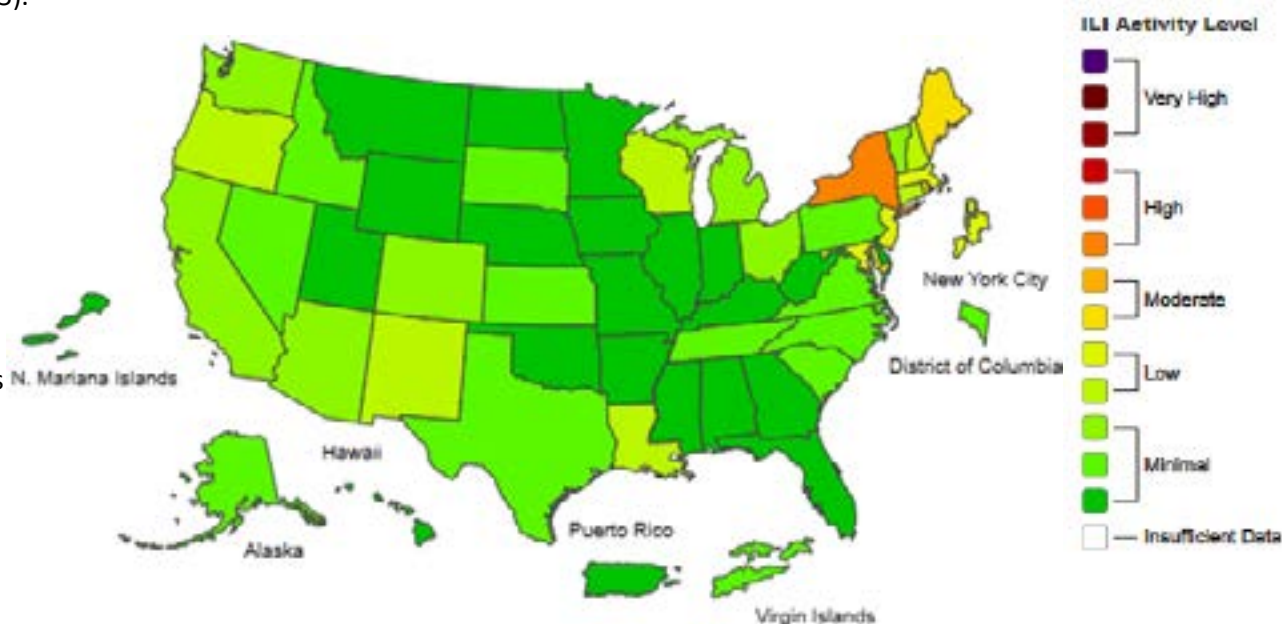 ILI Activity Level
Very High
High
Moderate
Low
Minimal
Insufficient Data
New York City
District of Columbia
s N. Mariana Islands
Hawaii
Alaska
Puerto Rico
Virgin Islands